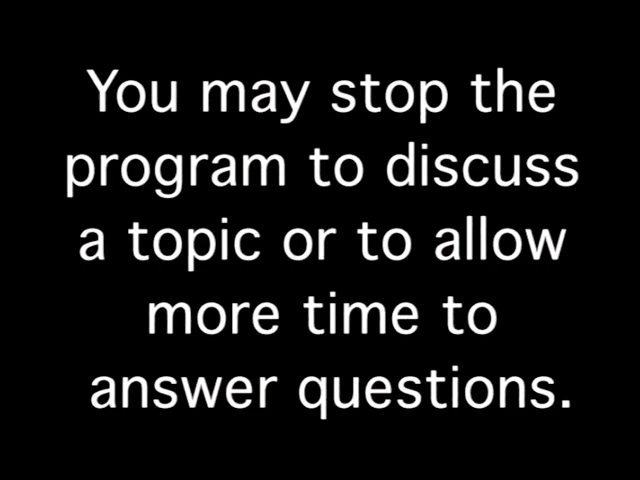 You may stop the
program to discuss
a topic or to allow
more time to
answer questions.